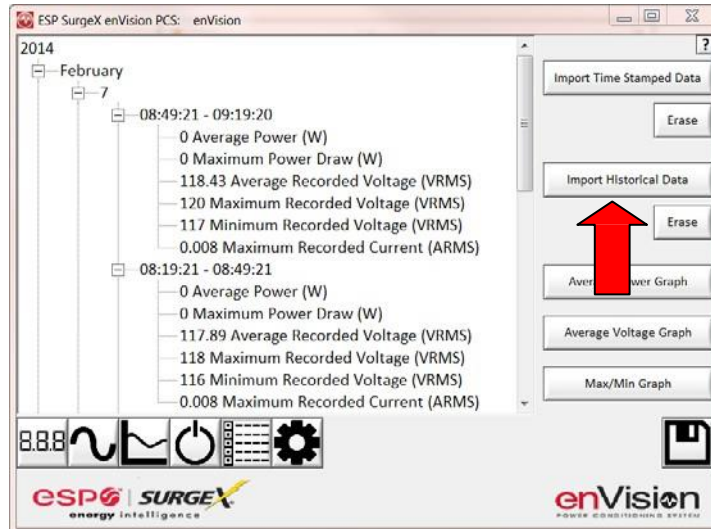 ESP SurgeX enVision PCS:   enVision
?
2014
February
7
08:49:21 - 09:19:20
0 Average Power (W)
0 Maximum Power Draw (W)
118.43 Average Recorded Voltage (VRMS)
120 Maximum Recorded Voltage (VRMS)
117 Minimum Recorded Voltage (VRMS)
0.008 Maximum Recorded Current (ARMS)
08:19:21 - 08:49:21
0 Average Power (W)
0 Maximum Power Draw (W)
117.89 Average Recorded Voltage (VRMS)
118 Maximum Recorded Voltage (VRMS)
116 Minimum Recorded Voltage (VRMS)
0.008 Maximum Recorded Current (ARMS)
Import Time Stamped Data
Erase
Import Historical Data
Erase
Graph
Average Voltage Graph
Max/Min Graph
8.8.8
ESP SURGEX
energy intelligence
enVision
POWER CONDITIONING SYSTEM